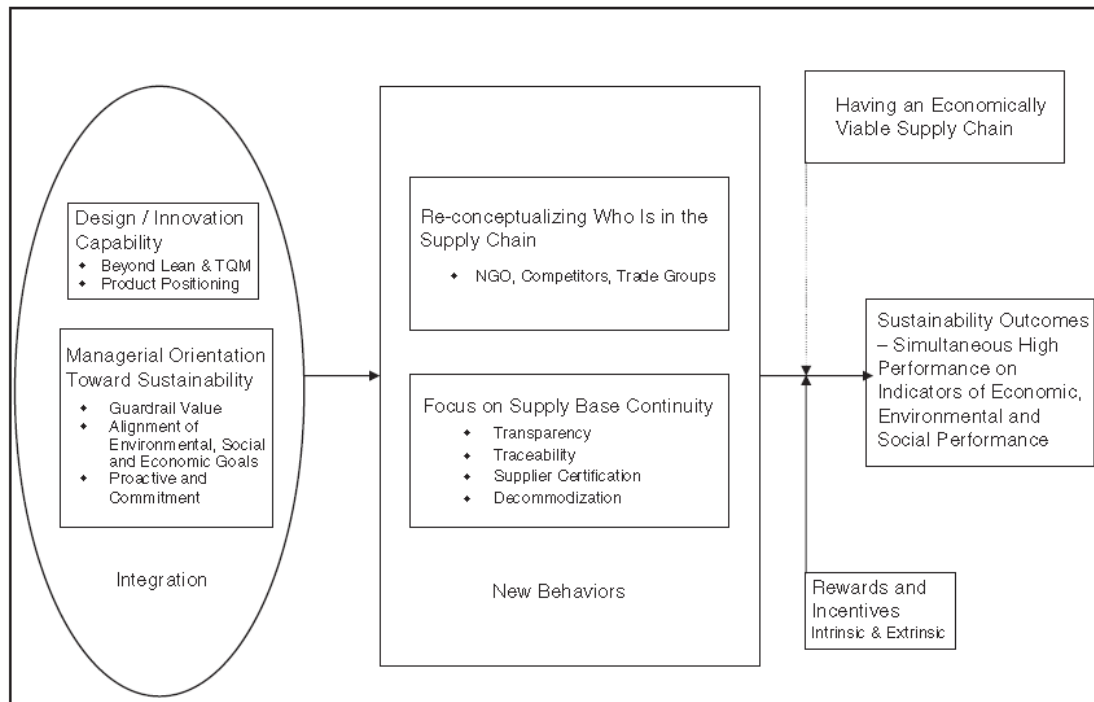 Design / Innovation
Capability
◆ Beyond Lean & TQM
◆ Product Positioning
Managerial Orientation
Toward Sustainability
◆ Guardrail Value
◆ Alignment of
Environmental, Social
and Economic Goals
◆ Proactive and
Commitment
Integration
Re-conceptualizing Who Is in the
Supply Chain
◆ NGO, Competitors, Trade Groups
Focus on Supply Base Continuity
◆ Transparency
◆ Traceability
◆ Supplier Certification
◆ Decommodization
New Behaviors
Having an Economically
Viable Supply Chain
Sustainability Outcomes
– Simultaneous High
Performance on
Indicators of Economic,
Environmental and
Social Performance
Rewards and
Incentives
Intrinsic & Extrinsic